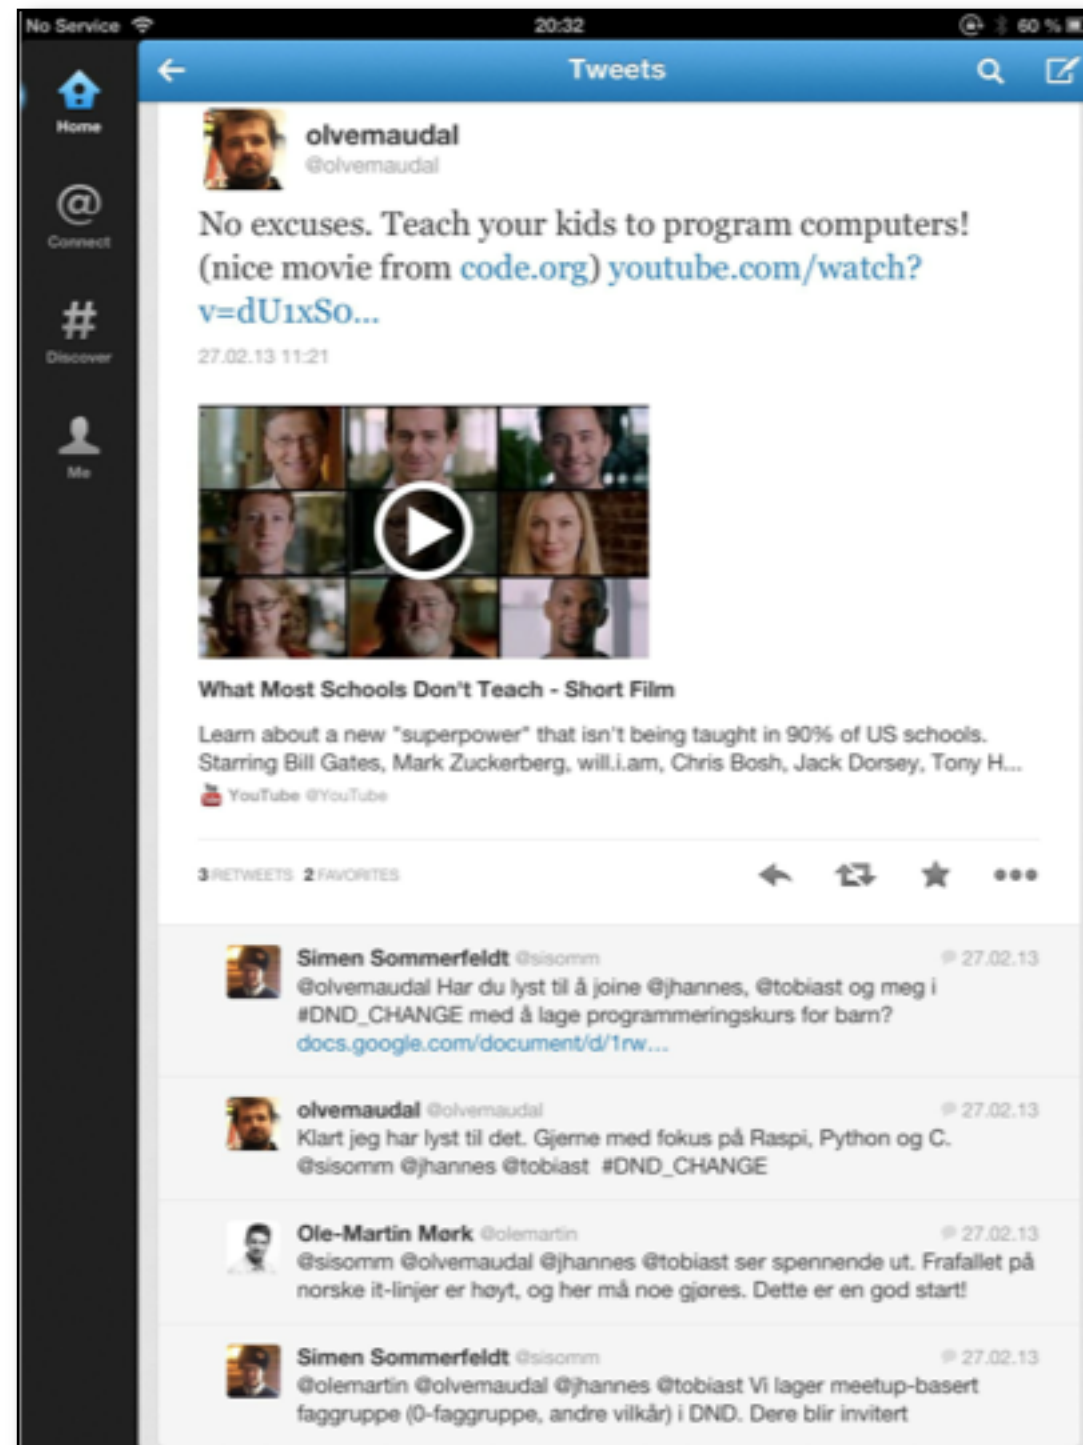 No Service 20:32 60 %
Tweets
Home
olvemaudal
@olvemaudal
Connect
No excuses. Teach your kids to program computers!
(nice movie from code.org) youtube.com/watch?
v=dU1xS0...
Discover
27.02.13 11:21
Me
What Most Schools Don't Teach - Short Film
Learn about a new "superpower" that isn't being taught in 90% of US schools.
Starring Bill Gates, Mark Zuckerberg, will.i.am, Chris Bosh, Jack Dorsey, Tony H...
YouTube @YouTube
3 RETWEETS 2 FAVORITES
Simen Sommerfeldt @sisomm 27.02.13
@olvemaudal Har du lyst til å joine @jhannes, @tobiast og meg i
#DND_CHANGE med å lage programmeringskurs for barn?
docs.google.com/document/d/1rw...
olvemaudal @olvemaudal 27.02.13
Klart jeg har lyst til det. Gjerne med fokus på Raspi, Python og C.
@sisomm @jhannes @tobiast #DND_CHANGE
Ole-Martin Mørk @olemartin 27.02.13
@sisomm @olvemaudal @jhannes @tobiast ser spennende ut. Frafallet på
norske it-linjer er høyt, og her må noe gjøres. Dette er en god start!
Simen Sommerfeldt @sisomm 27.02.13
@olemartin @olvemaudal @jhannes @tobiast Vi lager meetup-basert
faggruppe (0-faggruppe, andre vilkår) i DND. Dere blir invitert